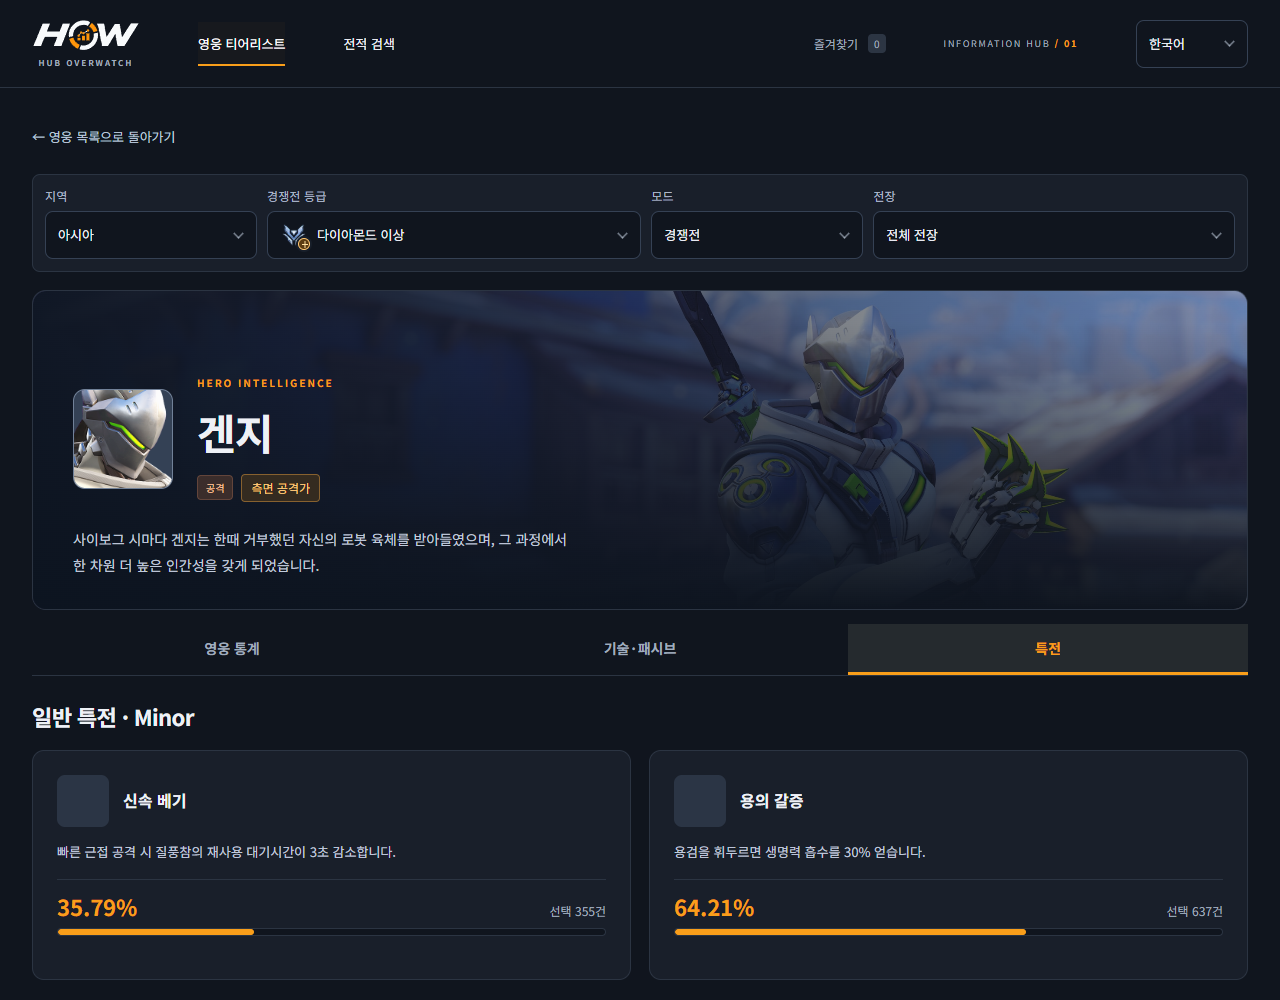 HOW
HUB OVERWATCH
영웅 티어리스트
전적 검색
즐겨찾기 0
INFORMATION HUB / 01
한국어
← 영웅 목록으로 돌아가기
지역
경쟁전 등급
모드
전장
아시아
다이아몬드 이상
경쟁전
전체 전장
HERO INTELLIGENCE
겐지
공격
측면 공격가
사이보그 시마다 겐지는 한때 거부했던 자신의 로봇 육체를 받아들였으며, 그 과정에서
한 차원 더 높은 인간성을 갖게 되었습니다.
영웅 통계
기술·패시브
특전
일반 특전 · Minor
신속 베기
빠른 근접 공격 시 질풍참의 재사용 대기시간이 3초 감소합니다.
35.79%
선택 355건
용의 갈증
용검을 휘두르면 생명력 흡수를 30% 얻습니다.
64.21%
선택 637건